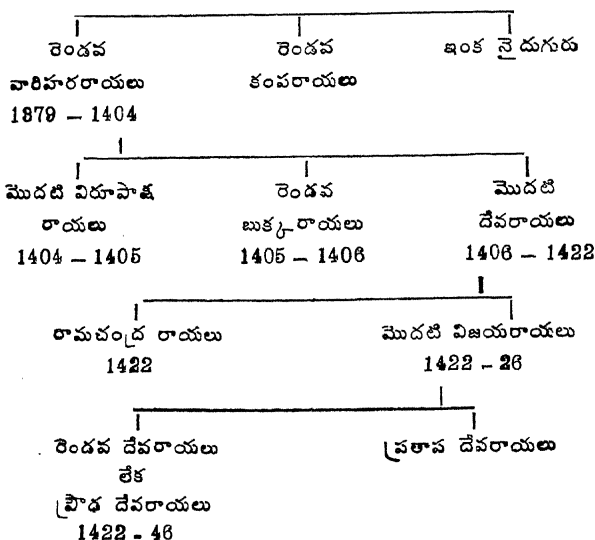 రెండవ
వారిహరరాయలు
1379 – 1404
రెండవ
కంపరాయలు
ఇంక నైదుగురు
మొదటి విరూపాక్ష
రాయలు
1404 – 1405
రెండవ
బుక్కరాయలు
1405 – 1406
మొదటి
దేవరాయలు
1406 – 1422
రామచంద్ర రాయలు
1422
మొదటి విజయరాయలు
1422 – 26
రెండవ దేవరాయలు
లేక
ప్రౌఢ దేవరాయలు
1422 - 46
ప్రతాప దేవరాయలు